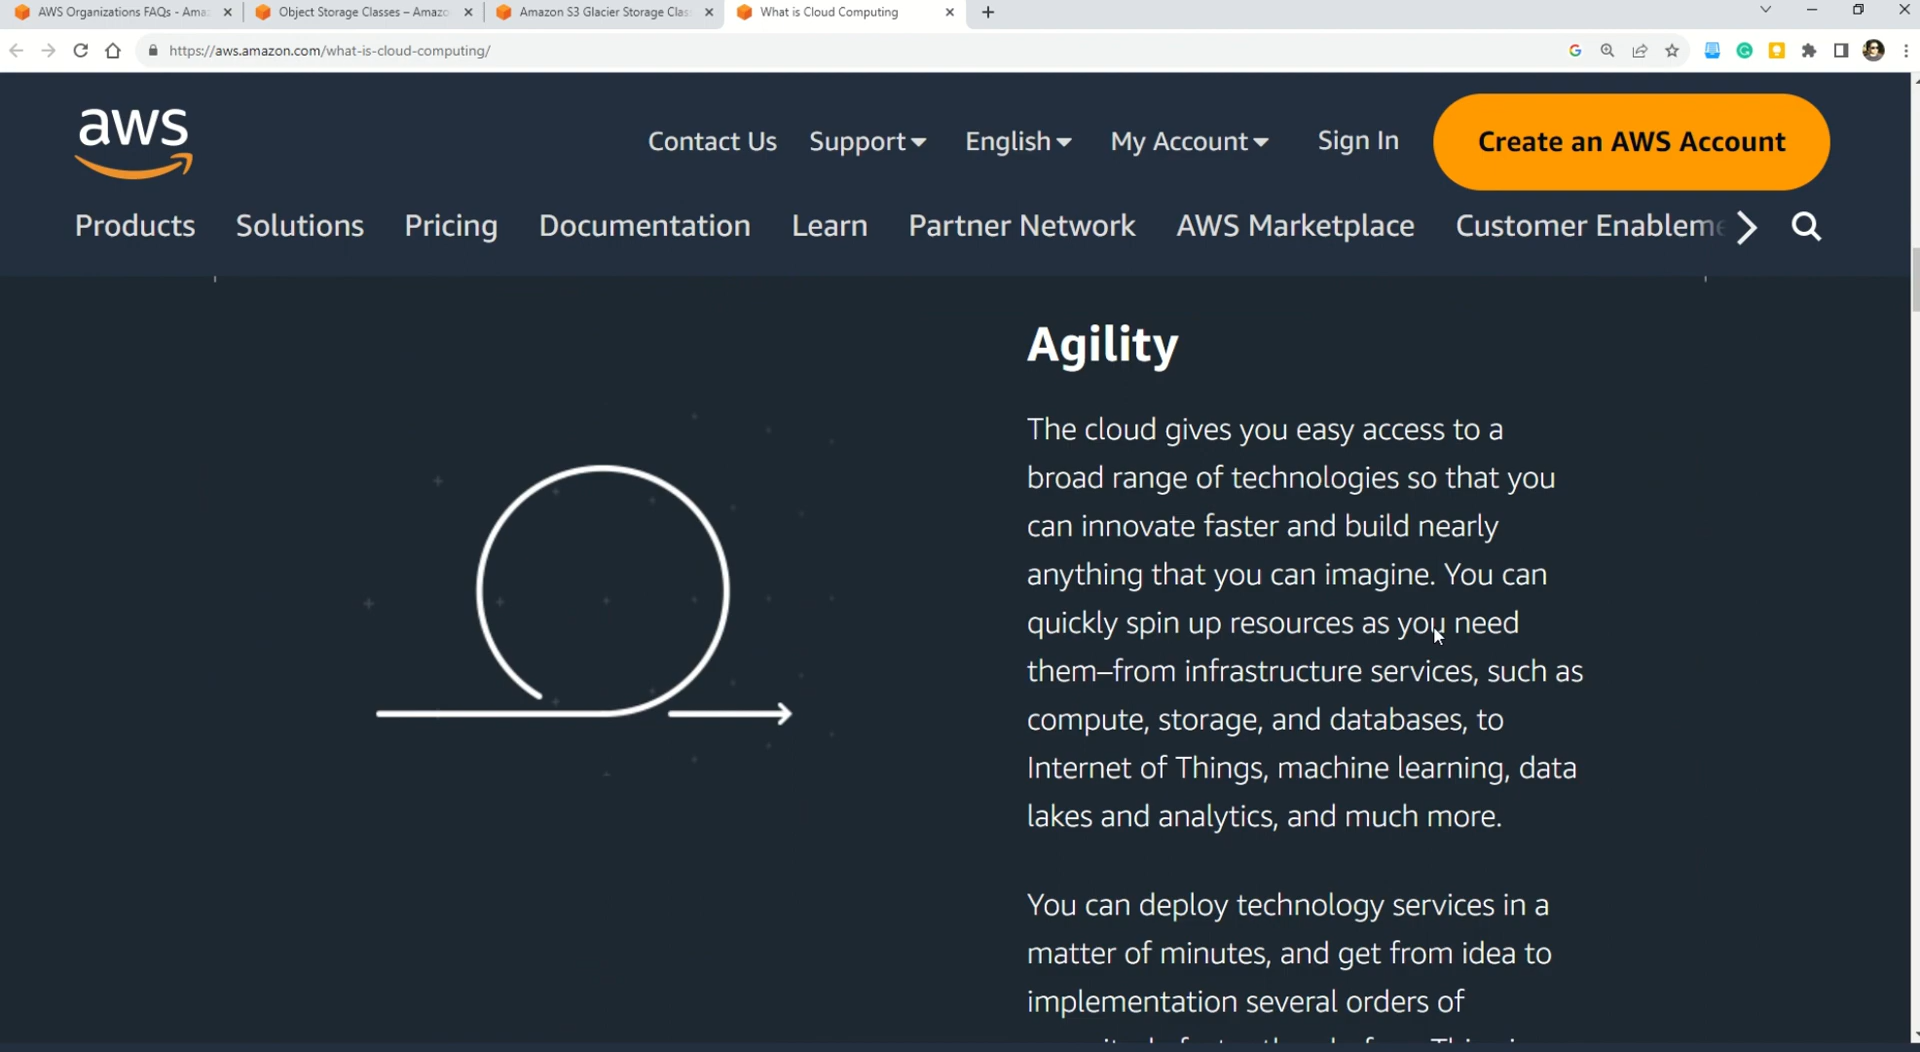 AWS Organizations FAQs - Ama
Object Storage Classes – Amazo
Amazon S3 Glacier Storage Clas
What is Cloud Computing
https://aws.amazon.com/what-is-cloud-computing/
aws
Contact Us
Support
English
My Account
Sign In
Create an AWS Account
Products
Solutions
Pricing
Documentation
Learn
Partner Network
AWS Marketplace
Customer Enableme
Agility
The cloud gives you easy access to a
broad range of technologies so that you
can innovate faster and build nearly
anything that you can imagine. You can
quickly spin up resources as you need
them–from infrastructure services, such as
compute, storage, and databases, to
Internet of Things, machine learning, data
lakes and analytics, and much more.
You can deploy technology services in a
matter of minutes, and get from idea to
implementation several orders of